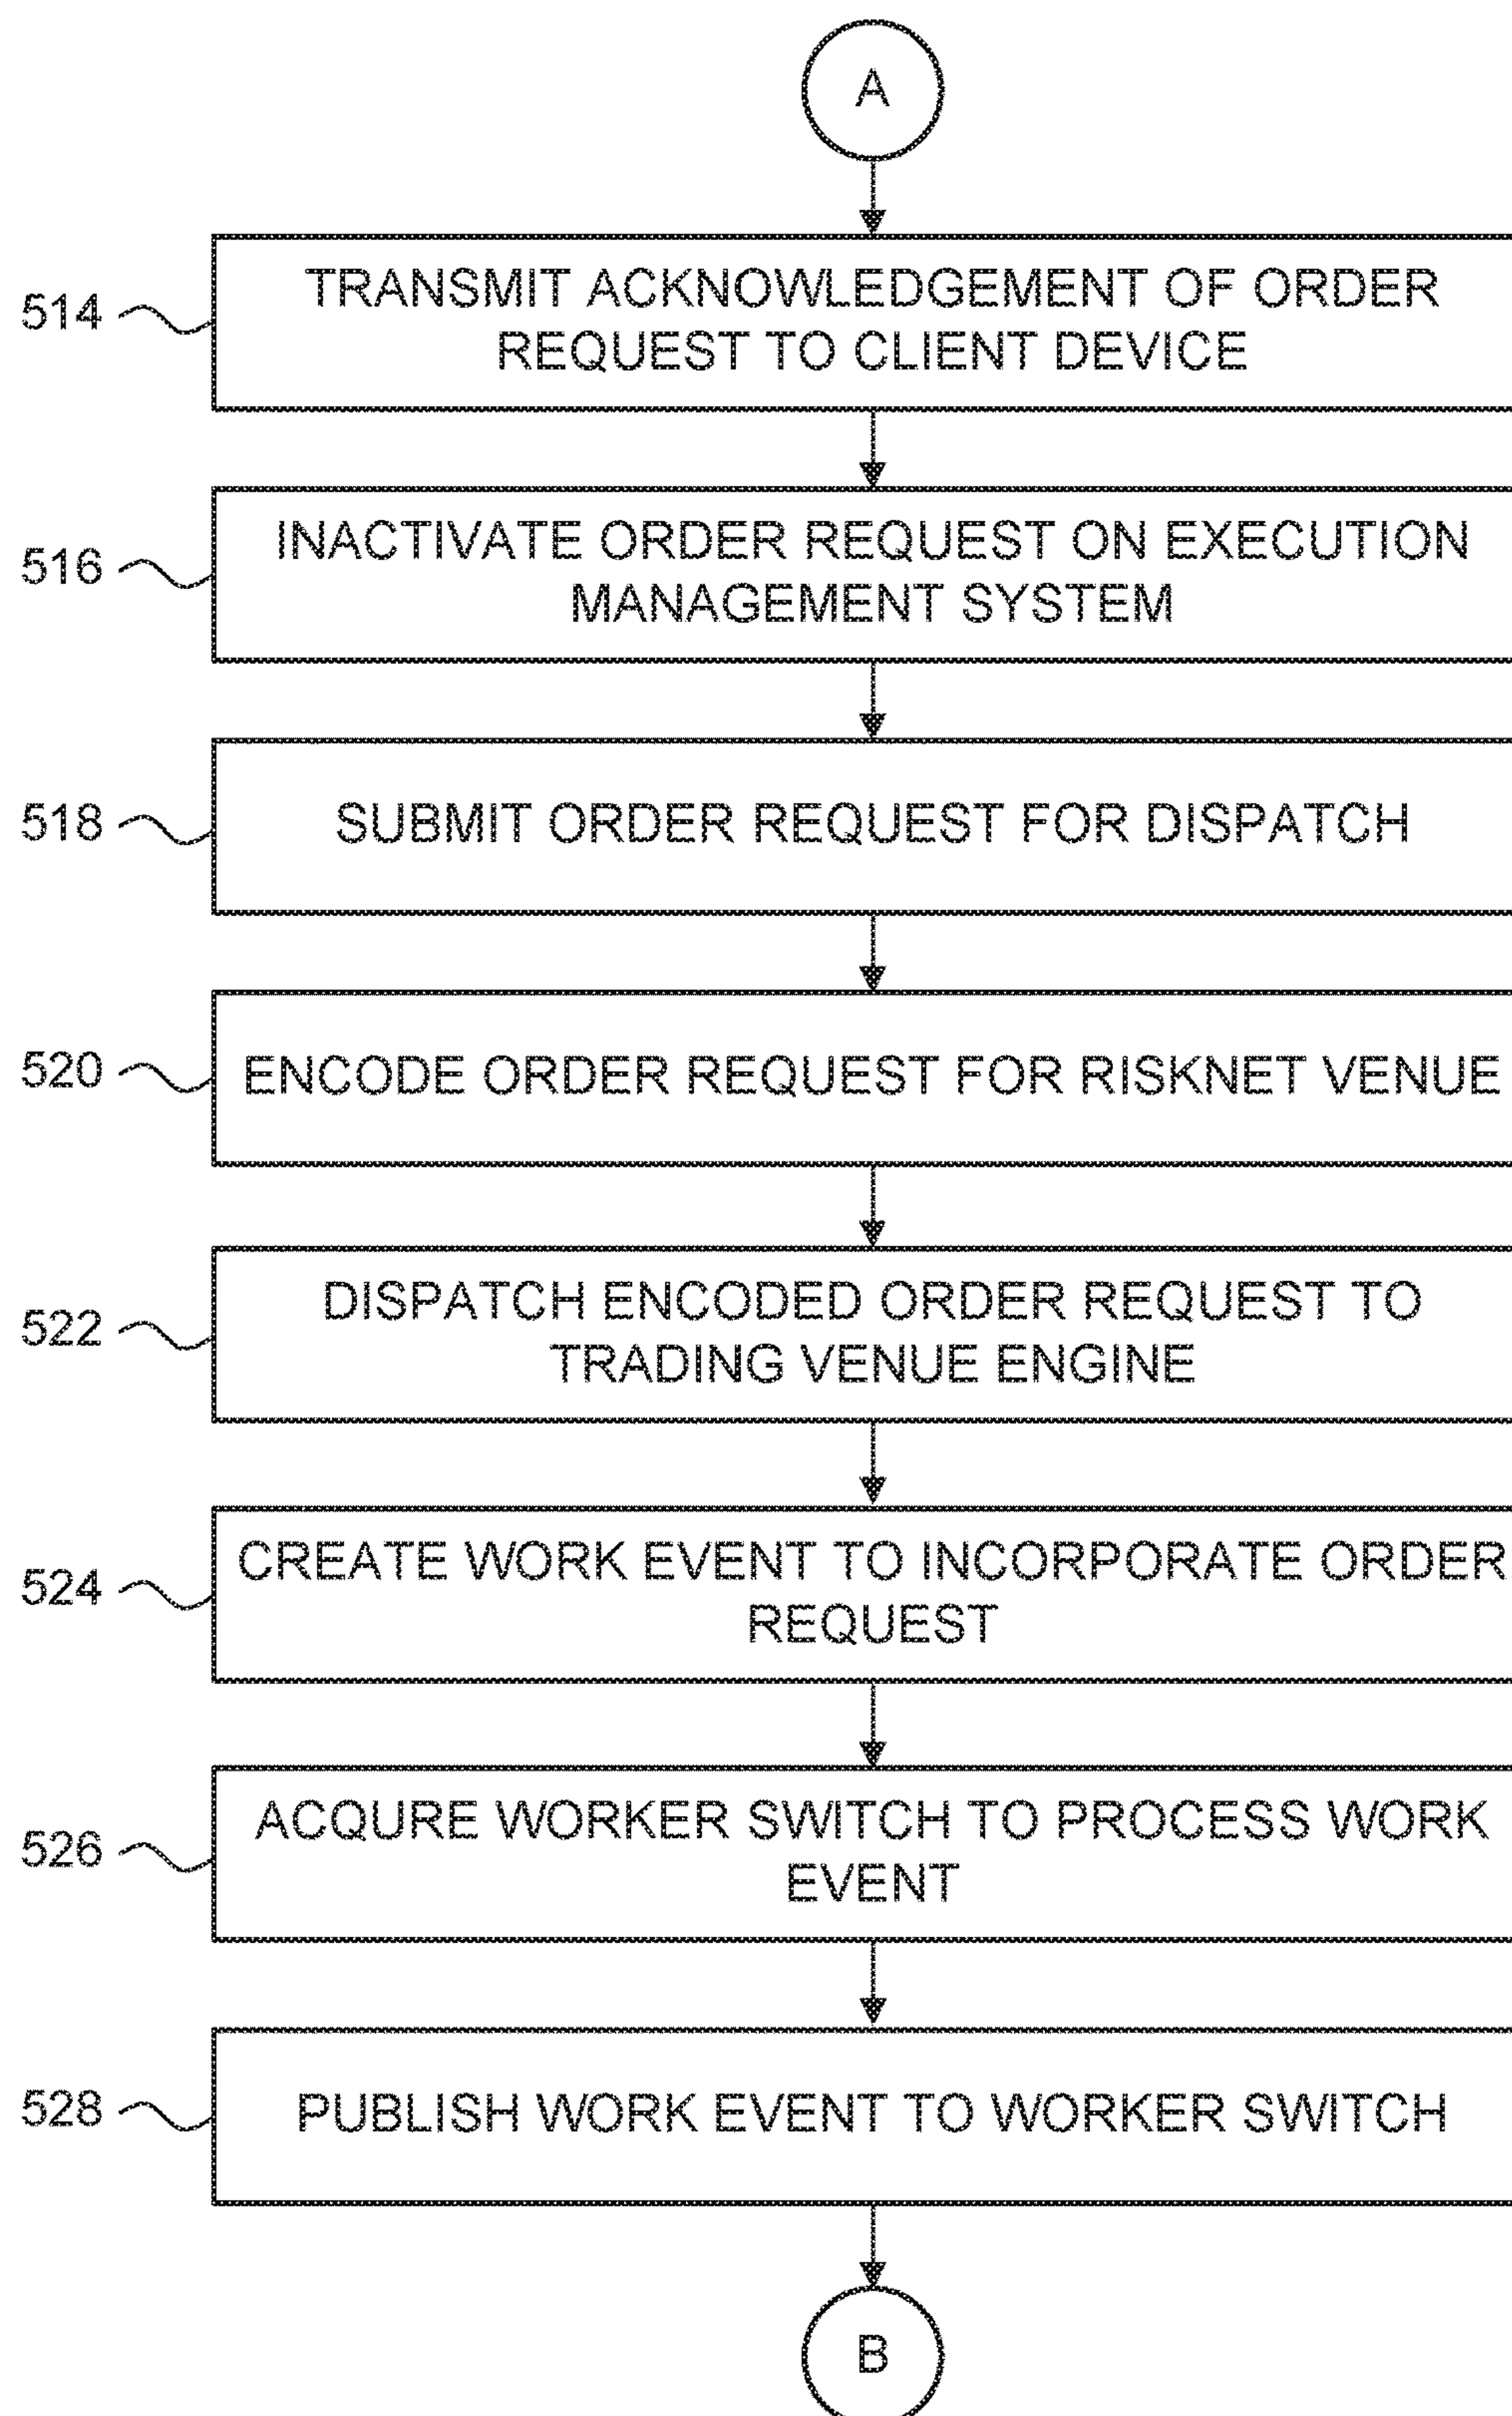 A
514
TRANSMIT ACKNOWLEDGEMENT OF ORDER
REQUEST TO CLIENT DEVICE
516
INACTIVATE ORDER REQUEST ON EXECUTION
MANAGEMENT SYSTEM
518
SUBMIT ORDER REQUEST FOR DISPATCH
520
ENCODE ORDER REQUEST FOR RISKNET VENUE
522
DISPATCH ENCODED ORDER REQUEST TO
TRADING VENUE ENGINE
524
CREATE WORK EVENT TO INCORPORATE ORDER
REQUEST
526
ACQURE WORKER SWITCH TO PROCESS WORK
EVENT
528
PUBLISH WORK EVENT TO WORKER SWITCH
B